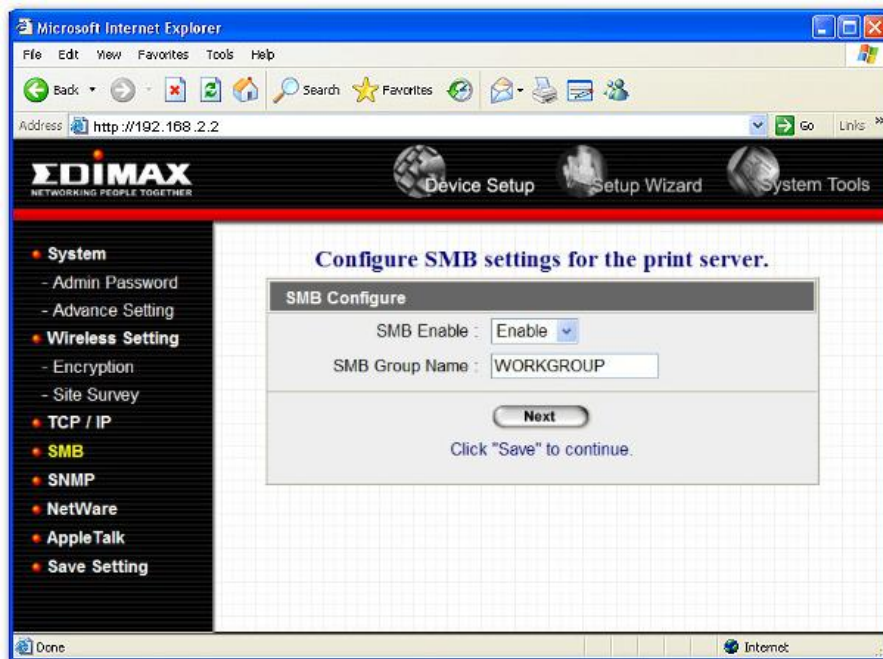 Microsoft Internet Explorer
File Edit View Favorites Tools Help
Back Search Favorites
Address http://192.168.2.2 Go Links »
EDIMAX
NETWORKING PEOPLE TOGETHER
Device Setup Setup Wizard System Tools
System
- Admin Password
- Advance Setting
Wireless Setting
- Encryption
- Site Survey
TCP / IP
SMB
SNMP
NetWare
AppleTalk
Save Setting
Configure SMB settings for the print server.
SMB Configure
SMB Enable : Enable
SMB Group Name : WORKGROUP
Next
Click "Save" to continue.
Done Internet